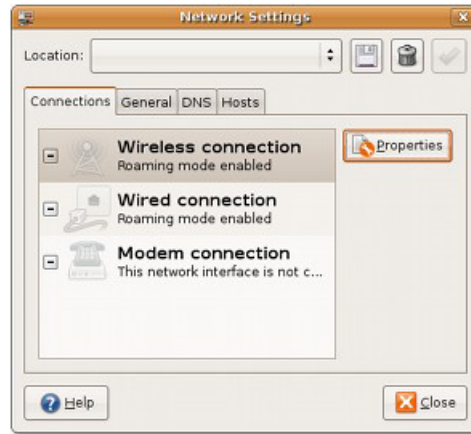 Network Settings
Location:
Connections General DNS Hosts
Wireless connection
Roaming mode enabled
Properties
Wired connection
Roaming mode enabled
Modem connection
This network interface is not c...
Help
Close